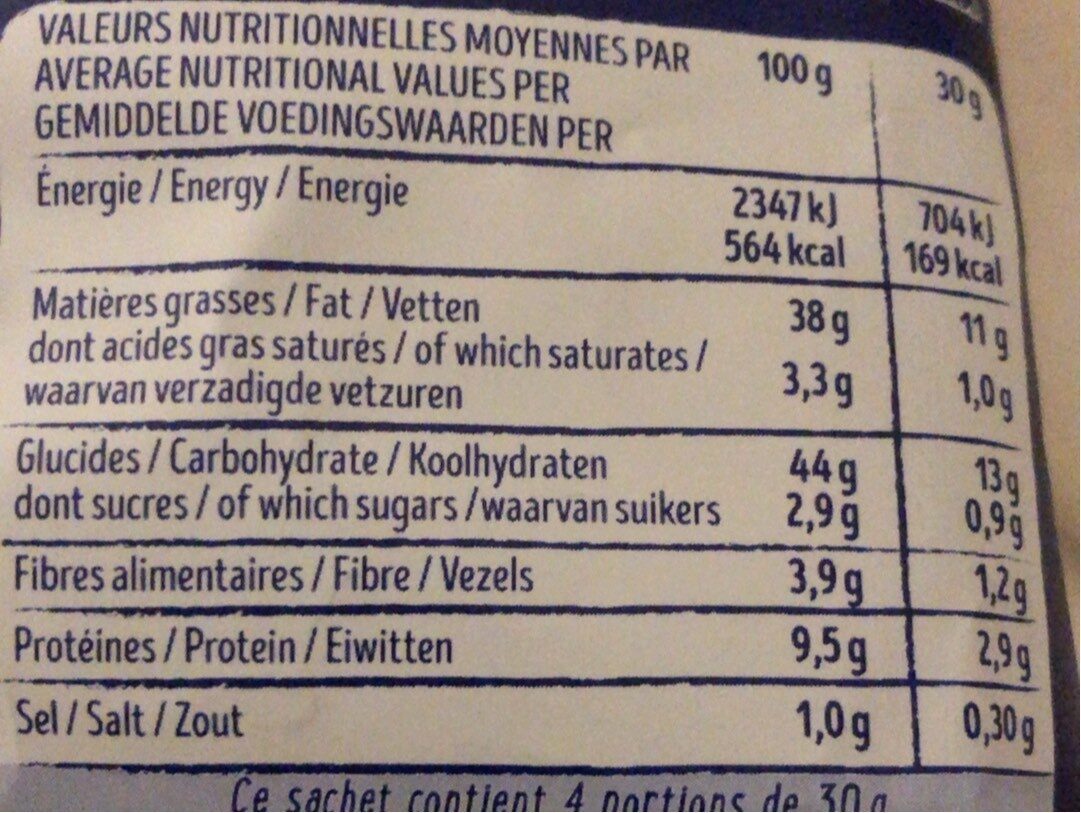 VALEURS NUTRITIONNELLES MOYENNES PAR 100 g 30 g
AVERAGE NUTRITIONAL VALUES PER
GEMIDDELDE VOEDINGSWAARDEN PER
Énergie / Energy / Energie 2347 kJ 704 kJ
564 kcal 169 kcal
Matières grasses / Fat / Vetten 38 g 11 g
dont acides gras saturés / of which saturates /
waarvan verzadigde vetzuren 3,3 g 1,0 g
Glucides / Carbohydrate / Koolhydraten 44 g 13 g
dont sucres / of which sugars / waarvan suikers 2,9 g 0,9 g
Fibres alimentaires / Fibre / Vezels 3,9 g 1,2 g
Protéines / Protein / Eiwitten 9,5 g 2,9 g
Sel / Salt / Zout 1,0 g 0,30 g
Ce sachet contient 4 portions de 30 g